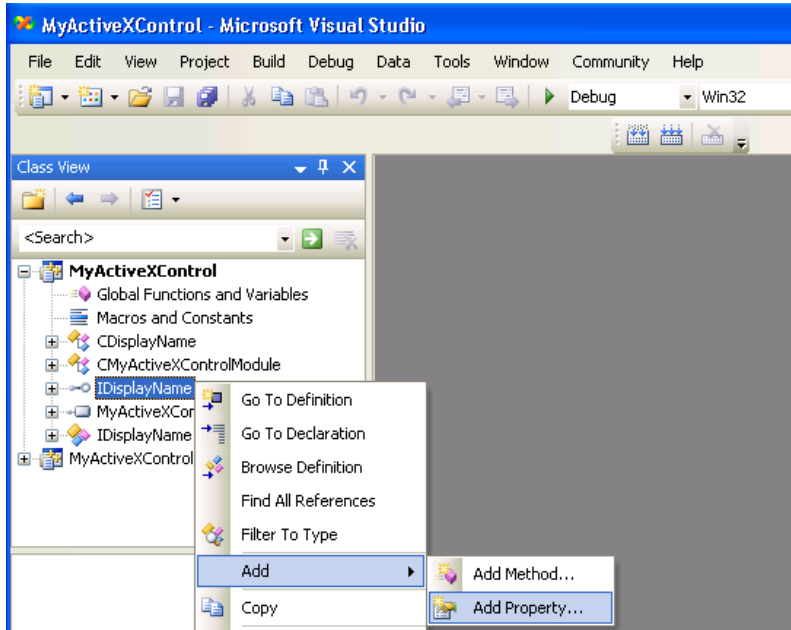 MyActiveXControl - Microsoft Visual Studio
File Edit View Project Build Debug Data Tools Window Community Help
Debug Win32
Class View
<Search>
MyActiveXControl
Global Functions and Variables
Macros and Constants
CDisplayName
CMyActiveXControlModule
IDisplayName
MyActiveXCor
IDisplayName
MyActiveXControl
Go To Definition
Go To Declaration
Browse Definition
Find All References
Filter To Type
Add
Copy
Add Method...
Add Property...